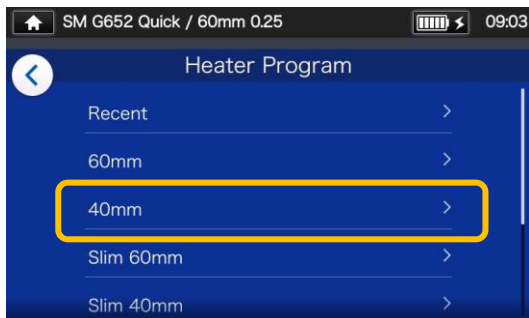 SM G652 Quick / 60mm 0.25 09:03
Heater Program
Recent
60mm
40mm
Slim 60mm
Slim 40mm